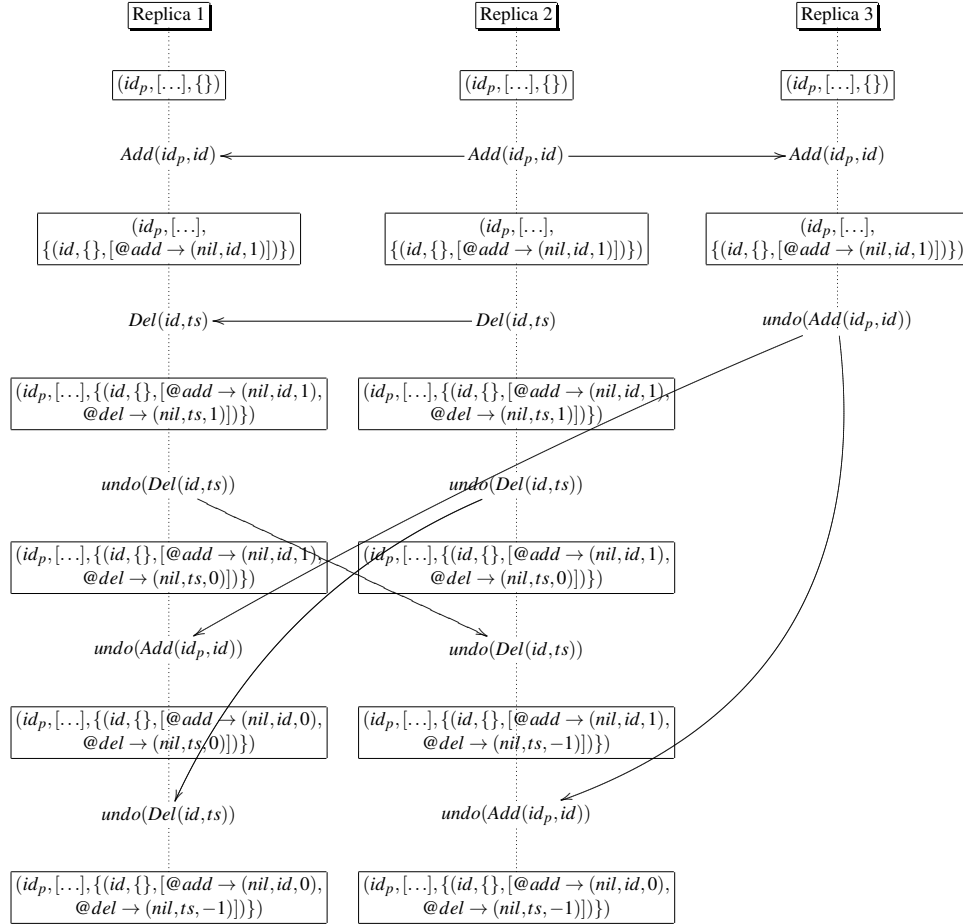 Replica 1 Replica 2 Replica 3
(id_p,[…],{}) (id_p,[…],{}) (id_p,[…],{})
Add(id_p,id) Add(id_p,id) Add(id_p,id)
(id_p,[…], (id_p,[…], (id_p,[…],
{(id,{},[@add→(nil,id,1)])}) {(id,{},[@add→(nil,id,1)])}) {(id,{},[@add→(nil,id,1)])})
Del(id,ts) Del(id,ts) undo(Add(id_p,id))
(id_p,[…],{(id,{},[@add→(nil,id,1), (id_p,[…],{(id,{},[@add→(nil,id,1),
@del→(nil,ts,1)])}) @del→(nil,ts,1)])})
undo(Del(id,ts)) undo(Del(id,ts))
(id_p,[…],{(id,{},[@add→(nil,id,1), (id_p,[…],{(id,{},[@add→(nil,id,1),
@del→(nil,ts,0)])}) @del→(nil,ts,0)])})
undo(Add(id_p,id)) undo(Del(id,ts))
(id_p,[…],{(id,{},[@add→(nil,id,0), (id_p,[…],{(id,{},[@add→(nil,id,1),
@del→(nil,ts,0)])}) @del→(nil,ts,−1)])})
undo(Del(id,ts)) undo(Add(id_p,id))
(id_p,[…],{(id,{},[@add→(nil,id,0), (id_p,[…],{(id,{},[@add→(nil,id,0),
@del→(nil,ts,−1)])}) @del→(nil,ts,−1)])})